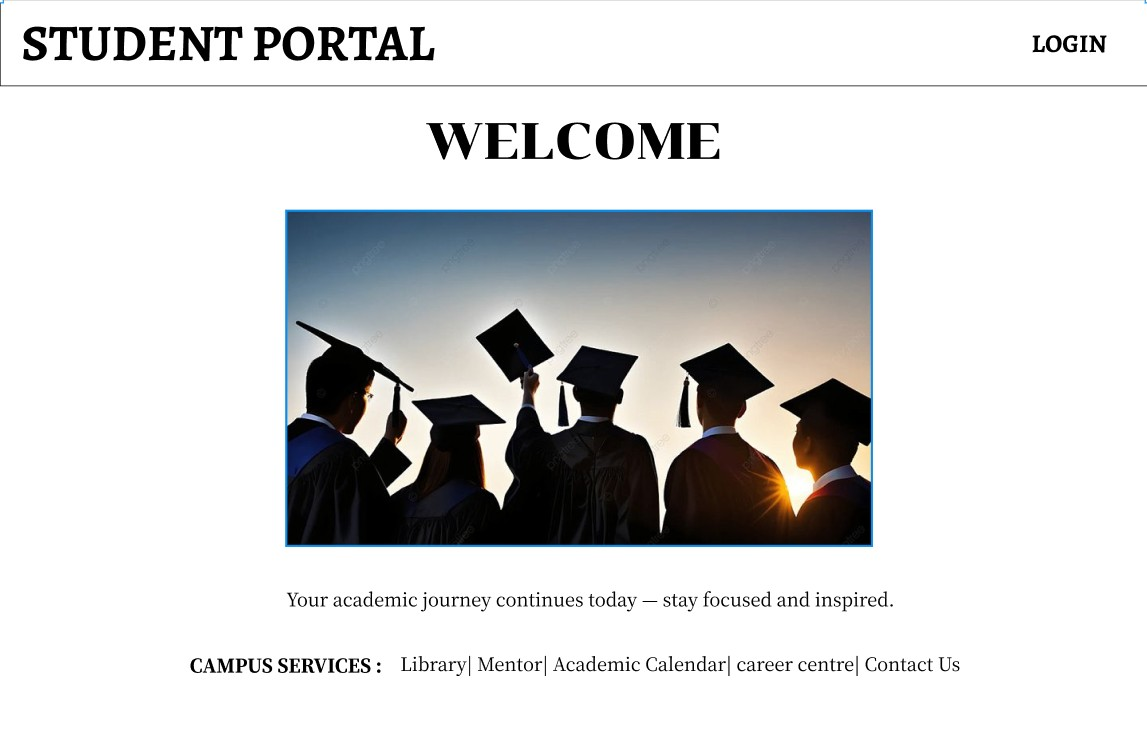 STUDENT PORTAL
LOGIN
WELCOME
Your academic journey continues today — stay focused and inspired.
CAMPUS SERVICES : Library| Mentor| Academic Calendar| career centre| Contact Us